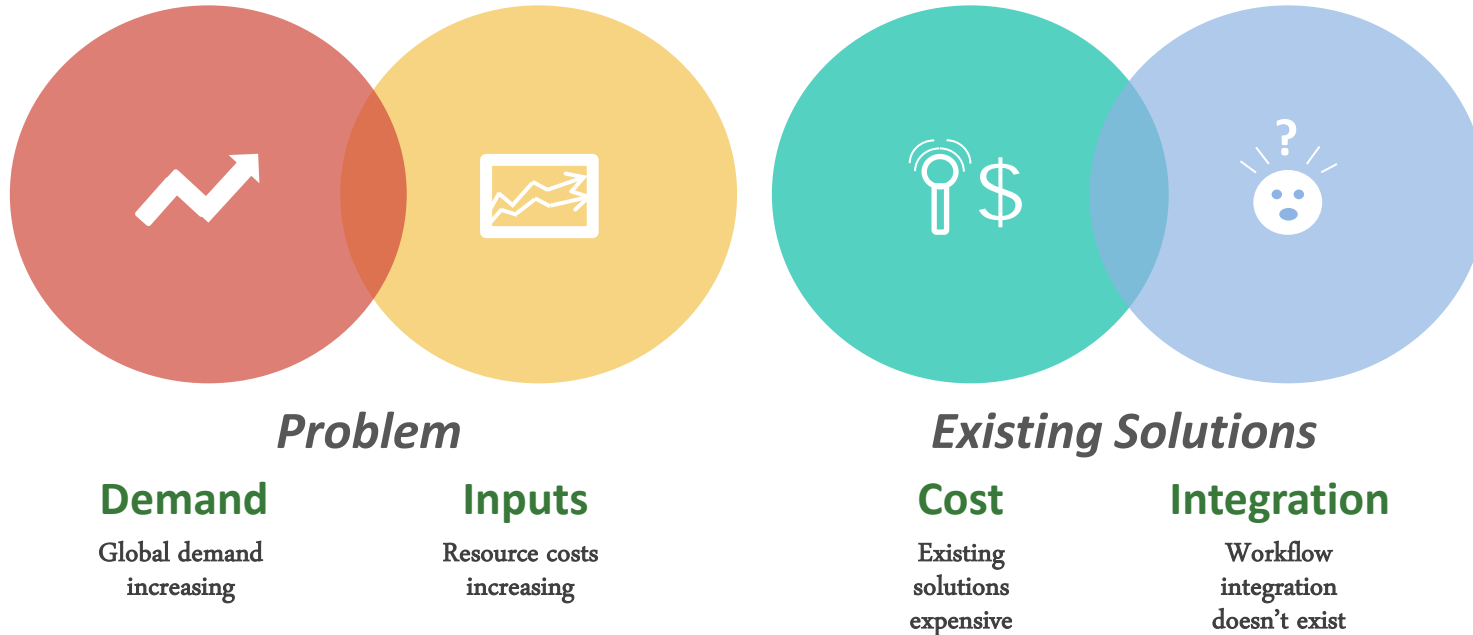 $
?
Problem
Existing Solutions
Demand
Global demand
increasing
Inputs
Resource costs
increasing
Cost
Existing
solutions
expensive
Integration
Workflow
integration
doesn’t exist